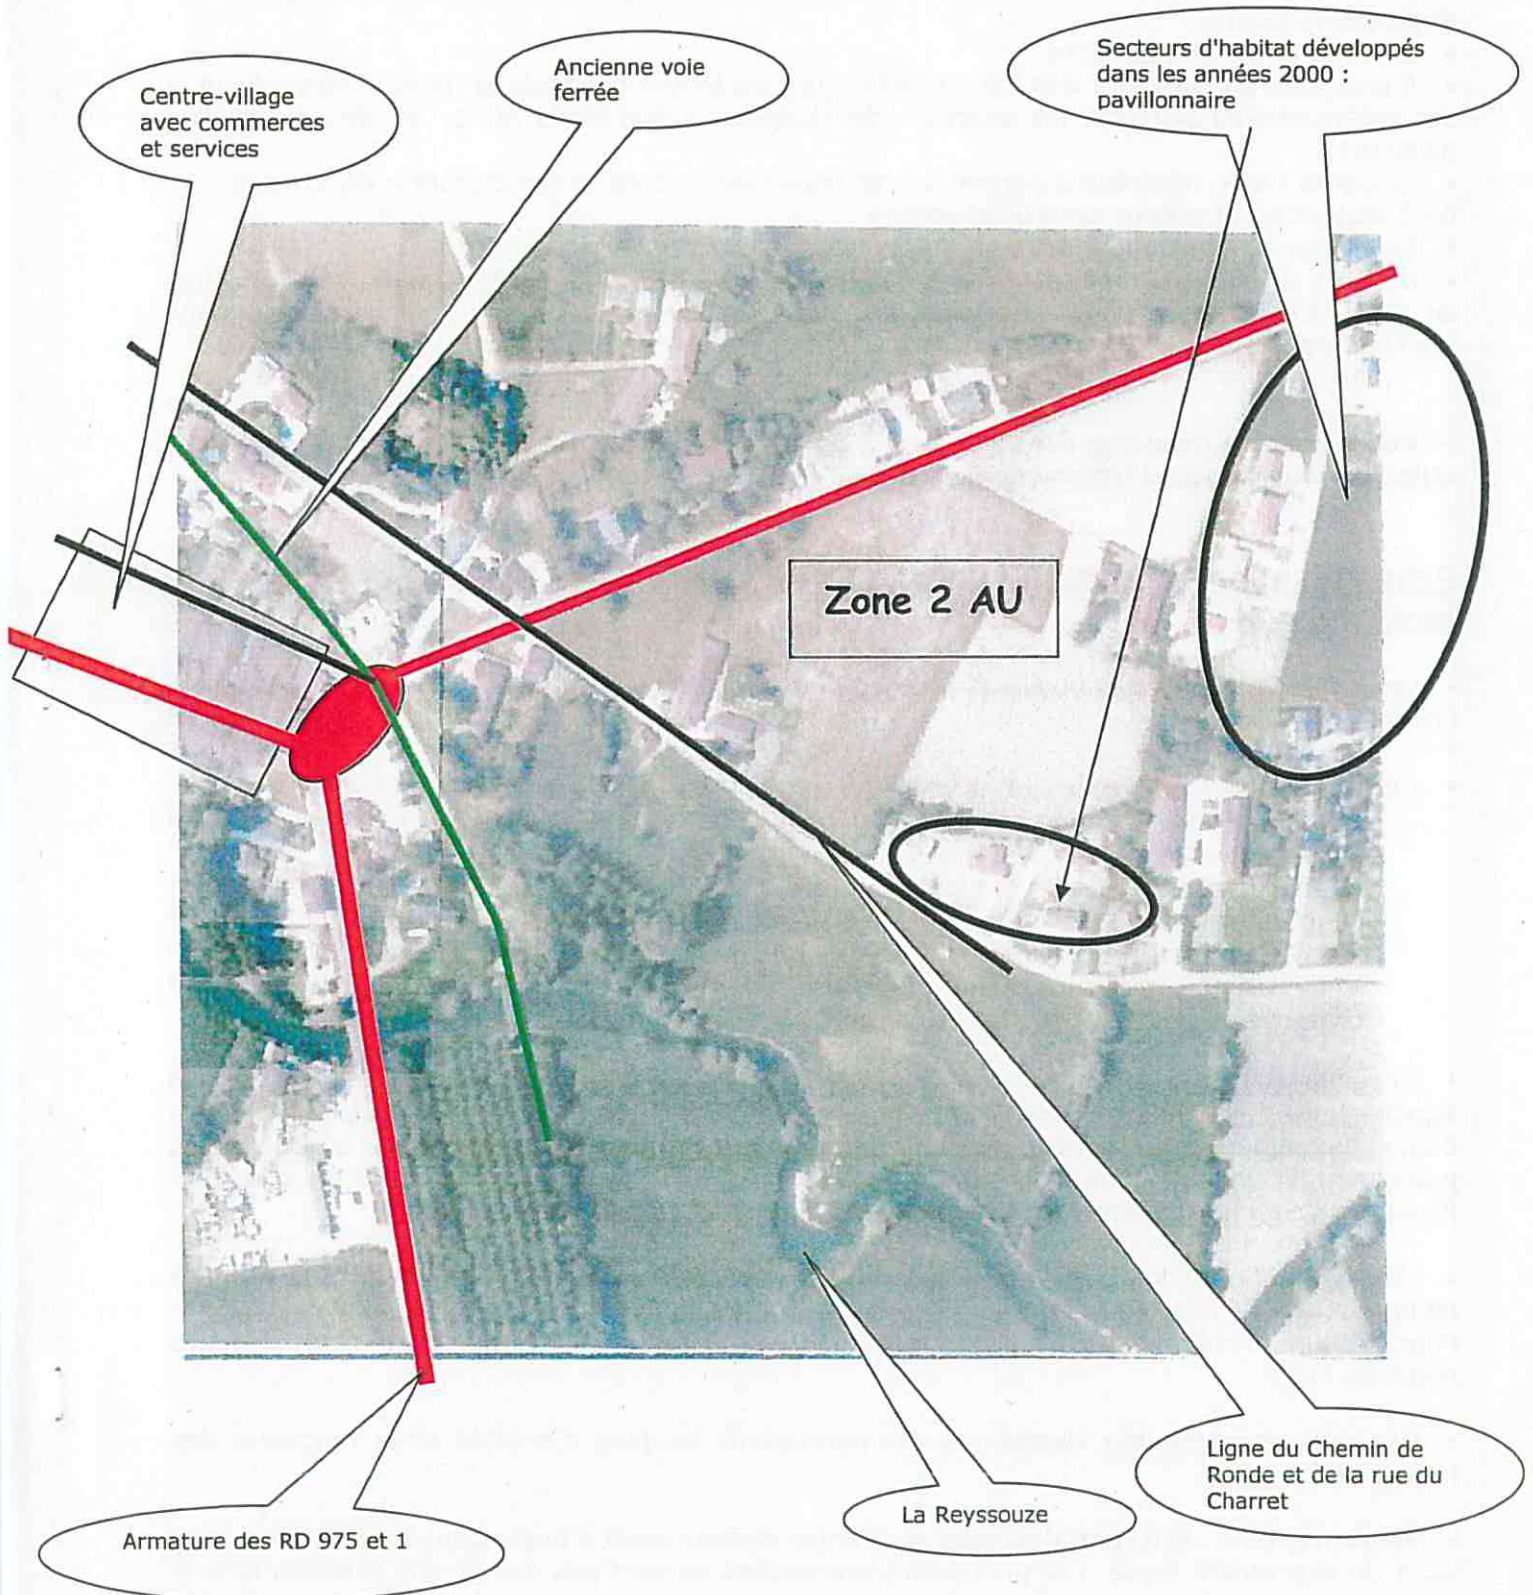 Secteurs d'habitat développés
dans les années 2000 :
pavillonnaire
Ancienne voie
ferrée
Centre-village
avec commerces
et services
Zone 2 AU
Ligne du Chemin de
Ronde et de la rue du
Charret
La Reyssouze
Armature des RD 975 et 1